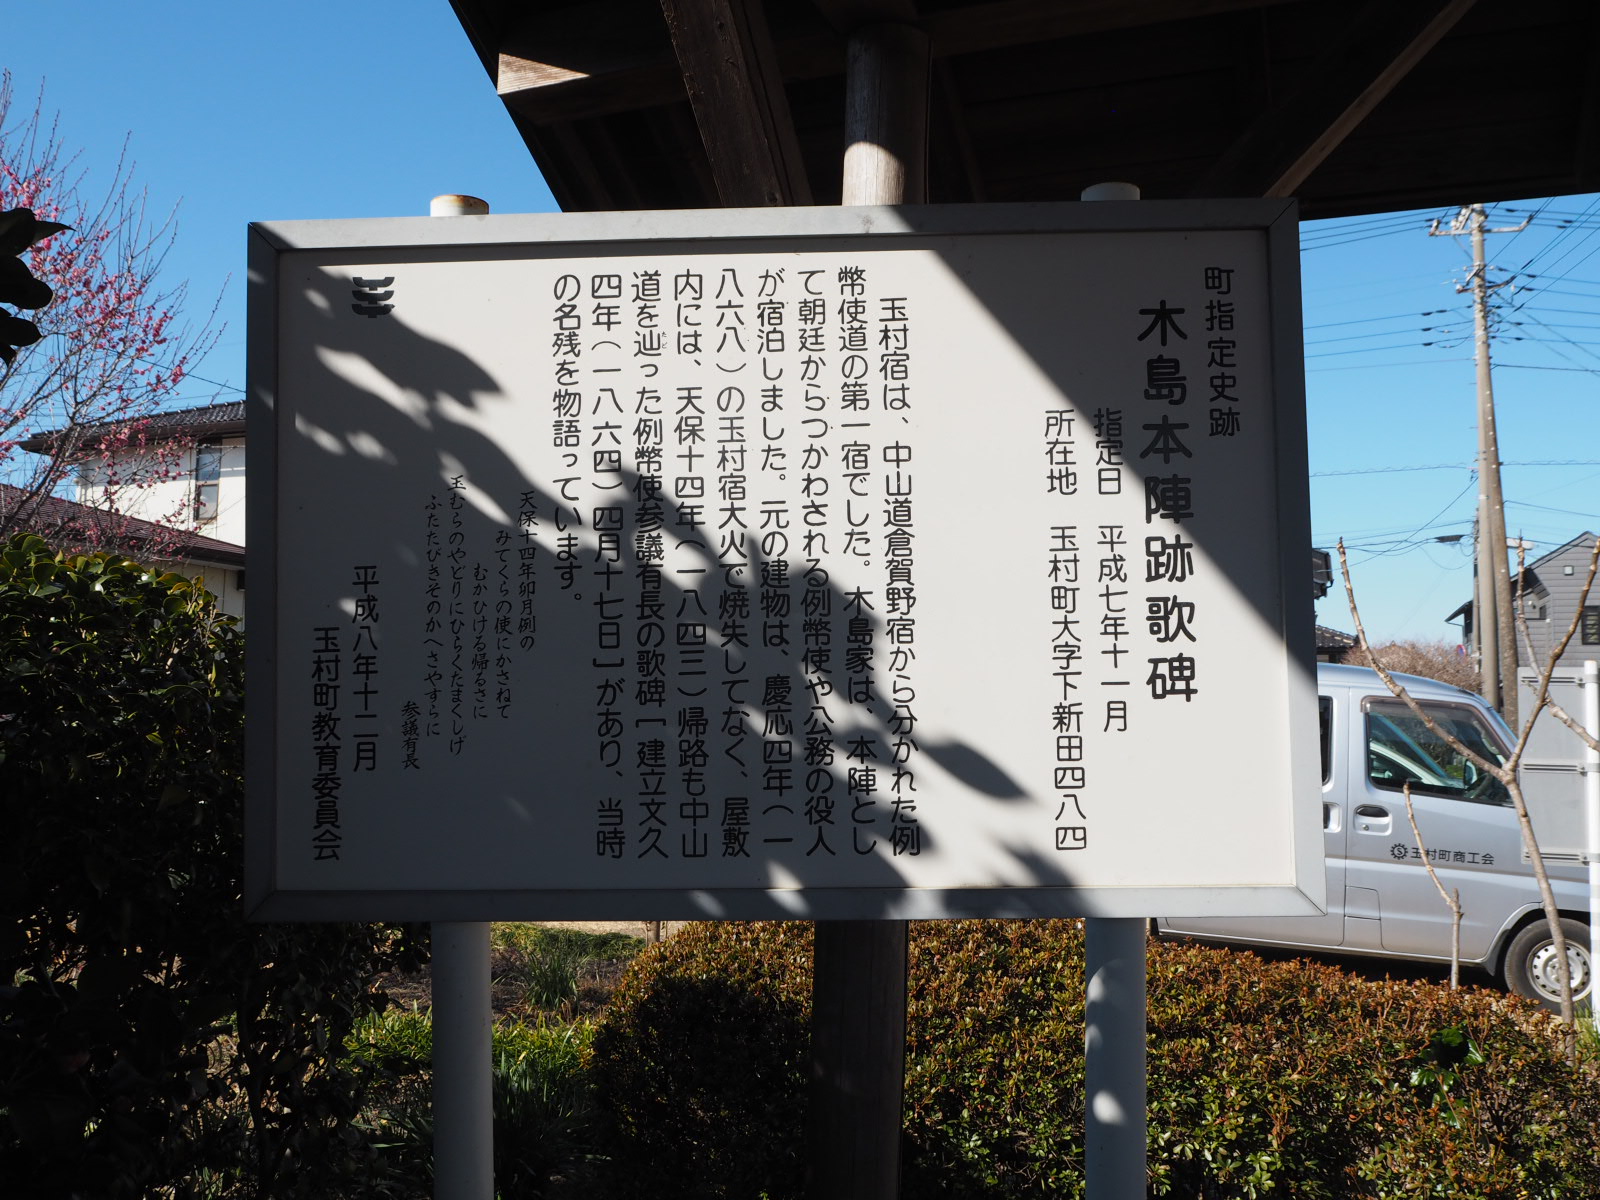 町指定史跡
木島本陣跡歌碑
指定日　平成七年十一月
所在地　玉村町大字下新田四八四
玉村宿は、中山道倉賀野宿から分かれた例
幣使道の第一宿でした。木島家は、本陣とし
て朝廷からつかわされる例幣使や公務の役人
が宿泊しました。元の建物は、慶応四年(一
八六八)の玉村宿大火で焼失してなく、屋敷
内には、天保十四年(一八四三)帰路も中山
道を辿った例幣使参議有長の歌碑[建立文久
四年(一八六四)四月十七日]があり、当時
の名残を物語っています。
天保十四年卯月例の
みてくらの使にかさねて
むかひける帰るさに
玉むらのやどりにひらくたまくしげ
ふたたびきそのかへさやすらに
参議有長
平成八年十二月
玉村町教育委員会
玉村町商工会